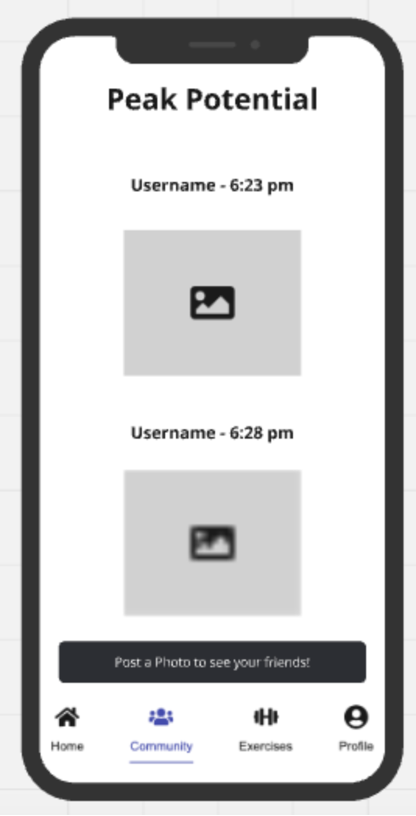 Peak Potential
Username - 6:23 pm
Username - 6:28 pm
Post a Photo to see your friends!
Home Community Exercises Profile